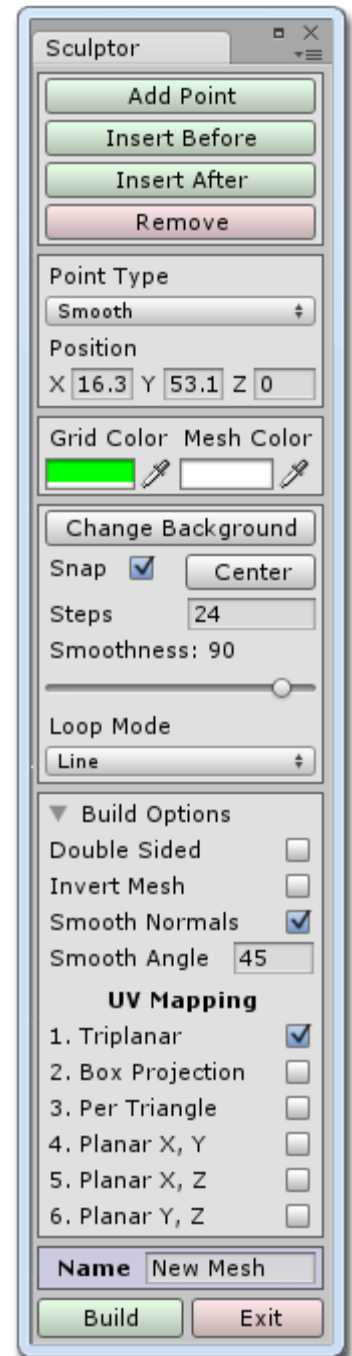 Sculptor
Add Point
Insert Before
Insert After
Remove
Point Type
Smooth
Position
X 16.3 Y 53.1 Z 0
Grid Color Mesh Color
Change Background
Snap Center
Steps 24
Smoothness: 90
Loop Mode
Line
Build Options
Double Sided
Invert Mesh
Smooth Normals
Smooth Angle 45
UV Mapping
1. Triplanar
2. Box Projection
3. Per Triangle
4. Planar X, Y
5. Planar X, Z
6. Planar Y, Z
Name New Mesh
Build Exit